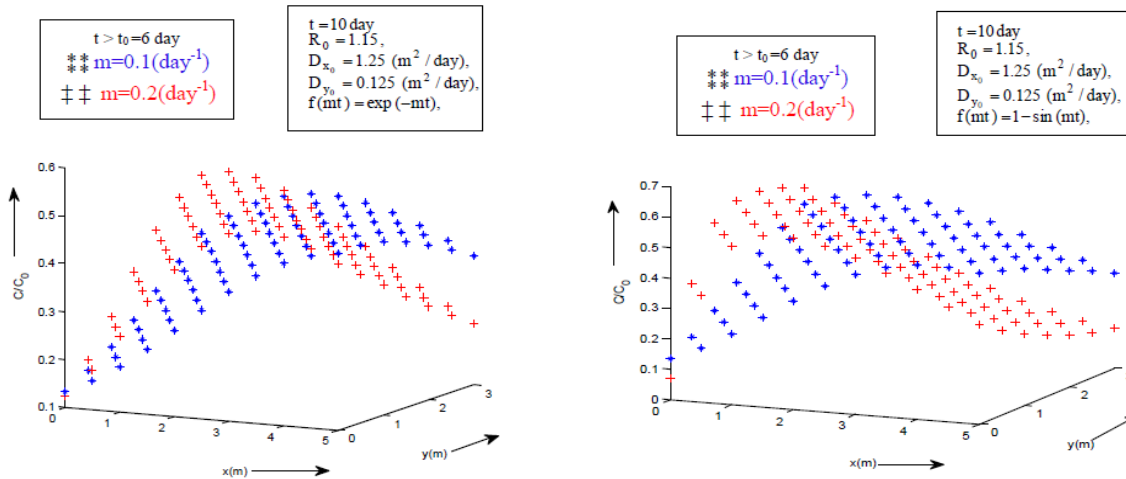 t > t₀=6 day
⁑⁑ m=0.1(day⁻¹)
‡ ‡ m=0.2(day⁻¹)
t = 10 day
R₀ = 1.15,
Dx₀ = 1.25 (m² / day),
Dy₀ = 0.125 (m² / day),
f(mt) = exp (−mt),
0.6
0.5
0.4
0.3
0.2
0.1
C/C₀
0
1
2
3
4
5
x(m)
0
1
2
3
y(m)
t > t₀=6 day
⁑⁑ m=0.1(day⁻¹)
‡ ‡ m=0.2(day⁻¹)
t = 10day
R₀ = 1.15,
Dx₀ = 1.25 (m² / day),
Dy₀ = 0.125 (m² / day),
f(mt) = 1 − sin (mt),
0.7
0.6
0.5
0.4
0.3
0.2
0.1
0
C/C₀
0
1
2
3
4
5
x(m)
0
1
2
y(m)